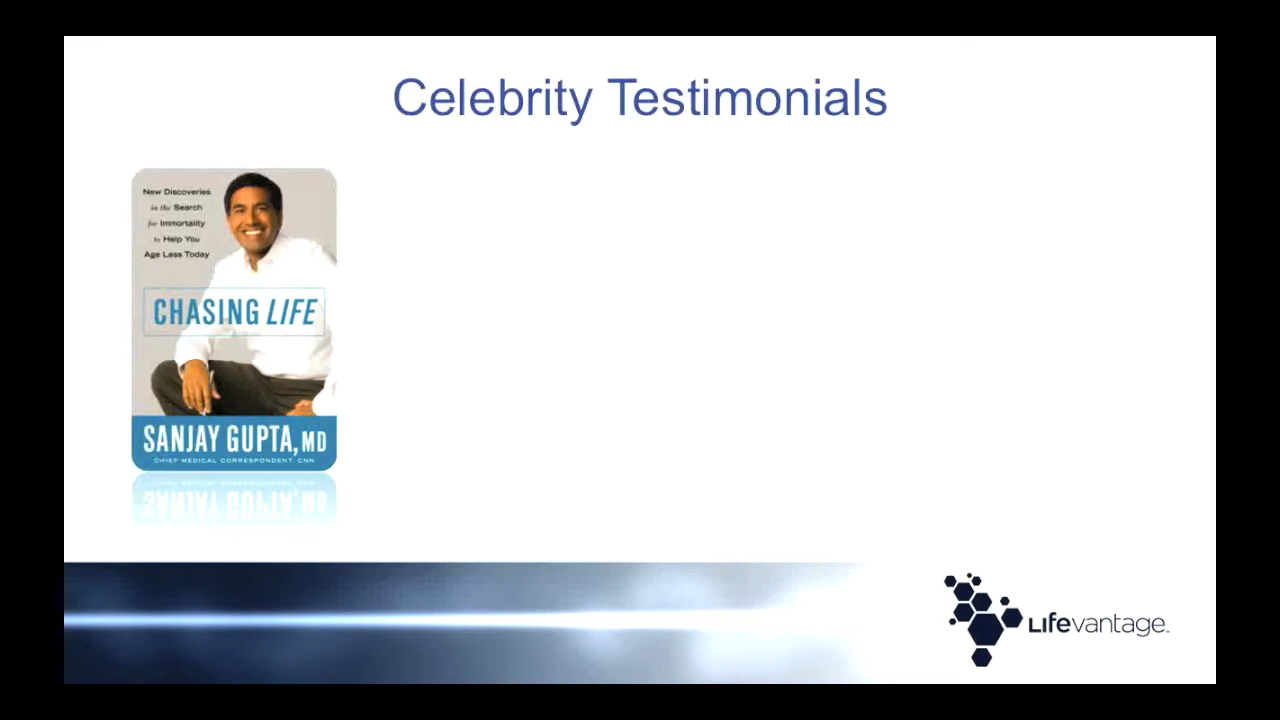 Celebrity Testimonials
New Discoveries
in the Search
for Immortality
to Help You
Age Less Today
CHASING LIFE
SANJAY GUPTA, MD
CHIEF MEDICAL CORRESPONDENT, CNN
Lifevantage